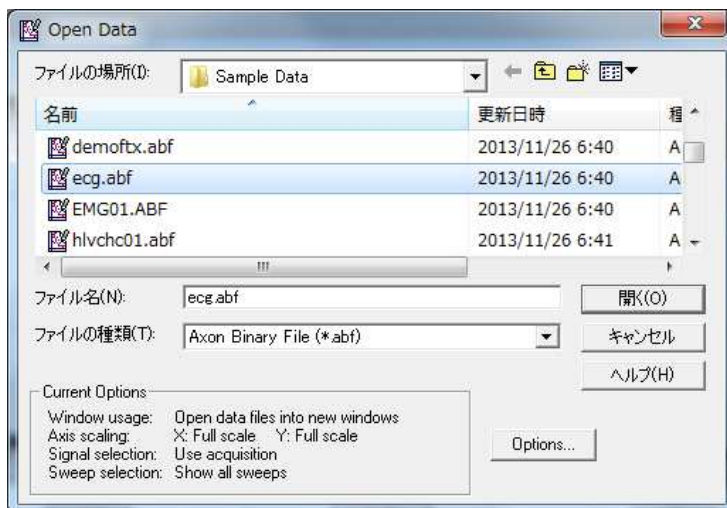 Open Data
ファイルの場所(I): Sample Data
名前 更新日時 種
demoftx.abf 2013/11/26 6:40 A
ecg.abf 2013/11/26 6:40 A
EMG01.ABF 2013/11/26 6:40 A
hlvchc01.abf 2013/11/26 6:41 A
ファイル名(N): ecg.abf 開く(O)
ファイルの種類(T): Axon Binary File (*.abf) キャンセル
ヘルプ(H)
Current Options
Window usage: Open data files into new windows
Axis scaling: X: Full scale Y: Full scale
Signal selection: Use acquisition
Sweep selection: Show all sweeps
Options...